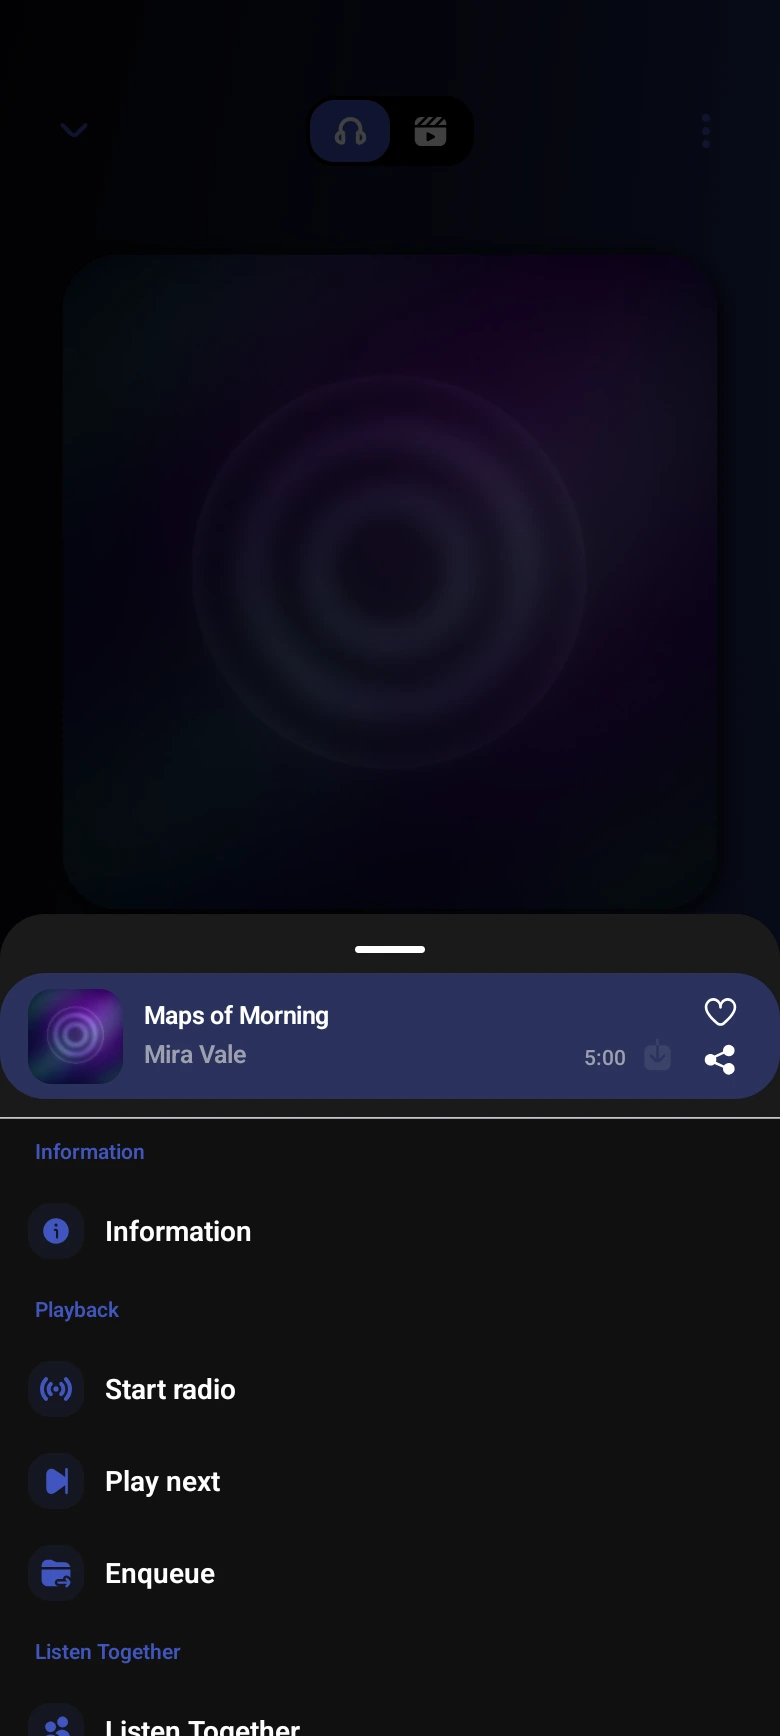 Maps of Morning
Mira Vale
5:00
Information
Information
Playback
Start radio
Play next
Enqueue
Listen Together
Listen Together